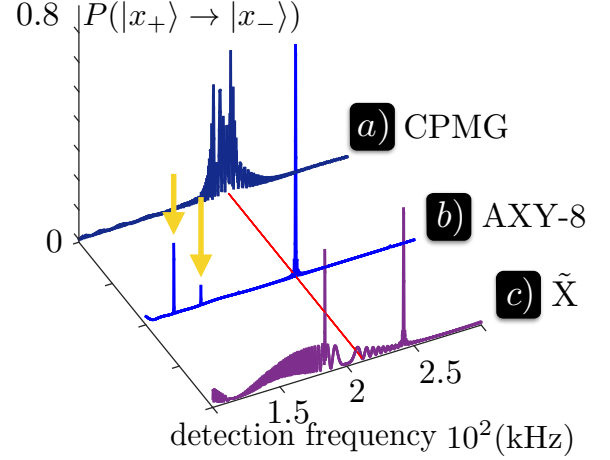 0.8
P(|x₊⟩ → |x₋⟩)
a) CPMG
b) AXY-8
0
c) X̃
2.5
2
1.5
detection frequency 10²(kHz)